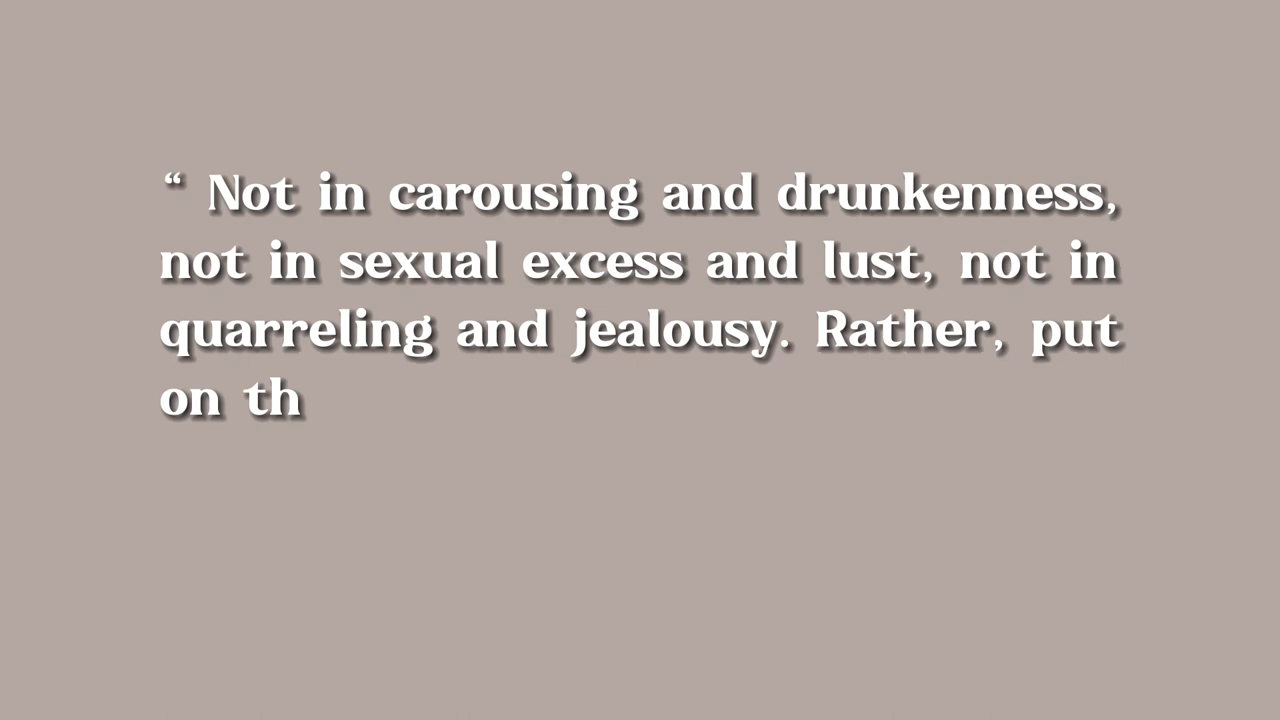 “ Not in carousing and drunkenness,
not in sexual excess and lust, not in
quarreling and jealousy. Rather, put
on th